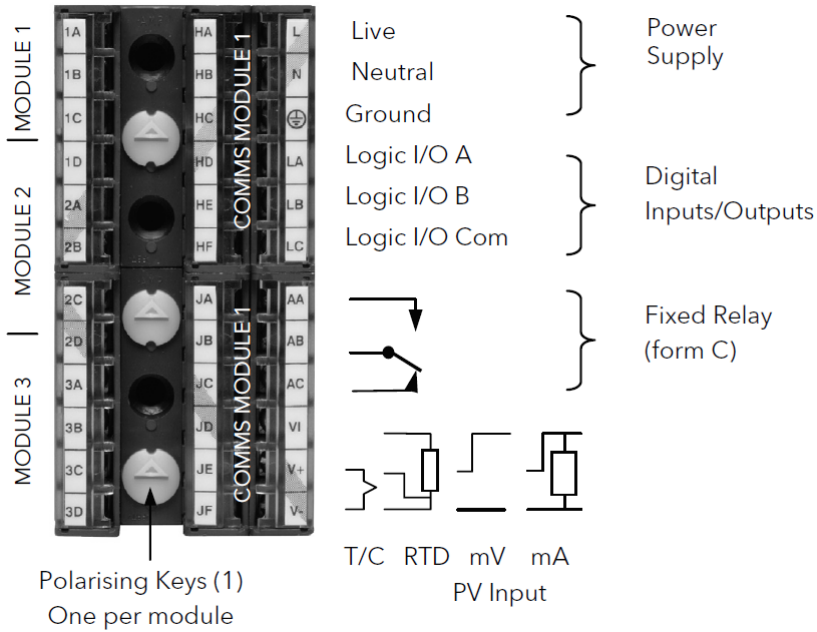 MODULE 1
MODULE 2
MODULE 3
1A
1B
1C
1D
2A
2B
2C
2D
3A
3B
3C
3D
HA
HB
HC
HD
HE
HF
JA
JB
JC
JD
JE
JF
COMMS MODULE 1
COMMS MODULE 1
L
N
LA
LB
LC
AA
AB
AC
VI
V+
V-
Live
Neutral
Ground
Logic I/O A
Logic I/O B
Logic I/O Com
Power
Supply
Digital
Inputs/Outputs
Fixed Relay
(form C)
T/C RTD mV mA
PV Input
Polarising Keys (1)
One per module